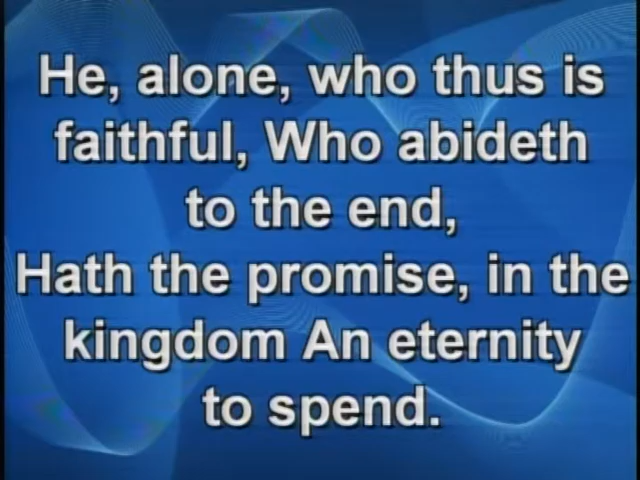 He, alone, who thus is
faithful, Who abideth
to the end,
Hath the promise, in the
kingdom An eternity
to spend.